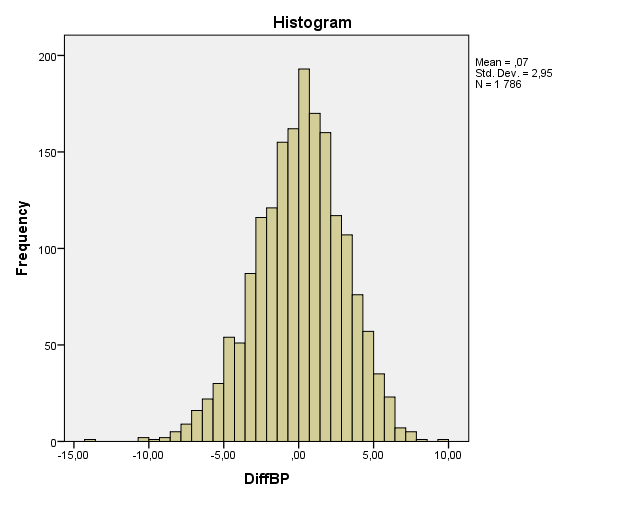 Histogram
Mean = ,07
Std. Dev. = 2,95
N = 1 786
200
150
100
50
0
Frequency
-15,00 -10,00 -5,00 ,00 5,00 10,00
DiffBP